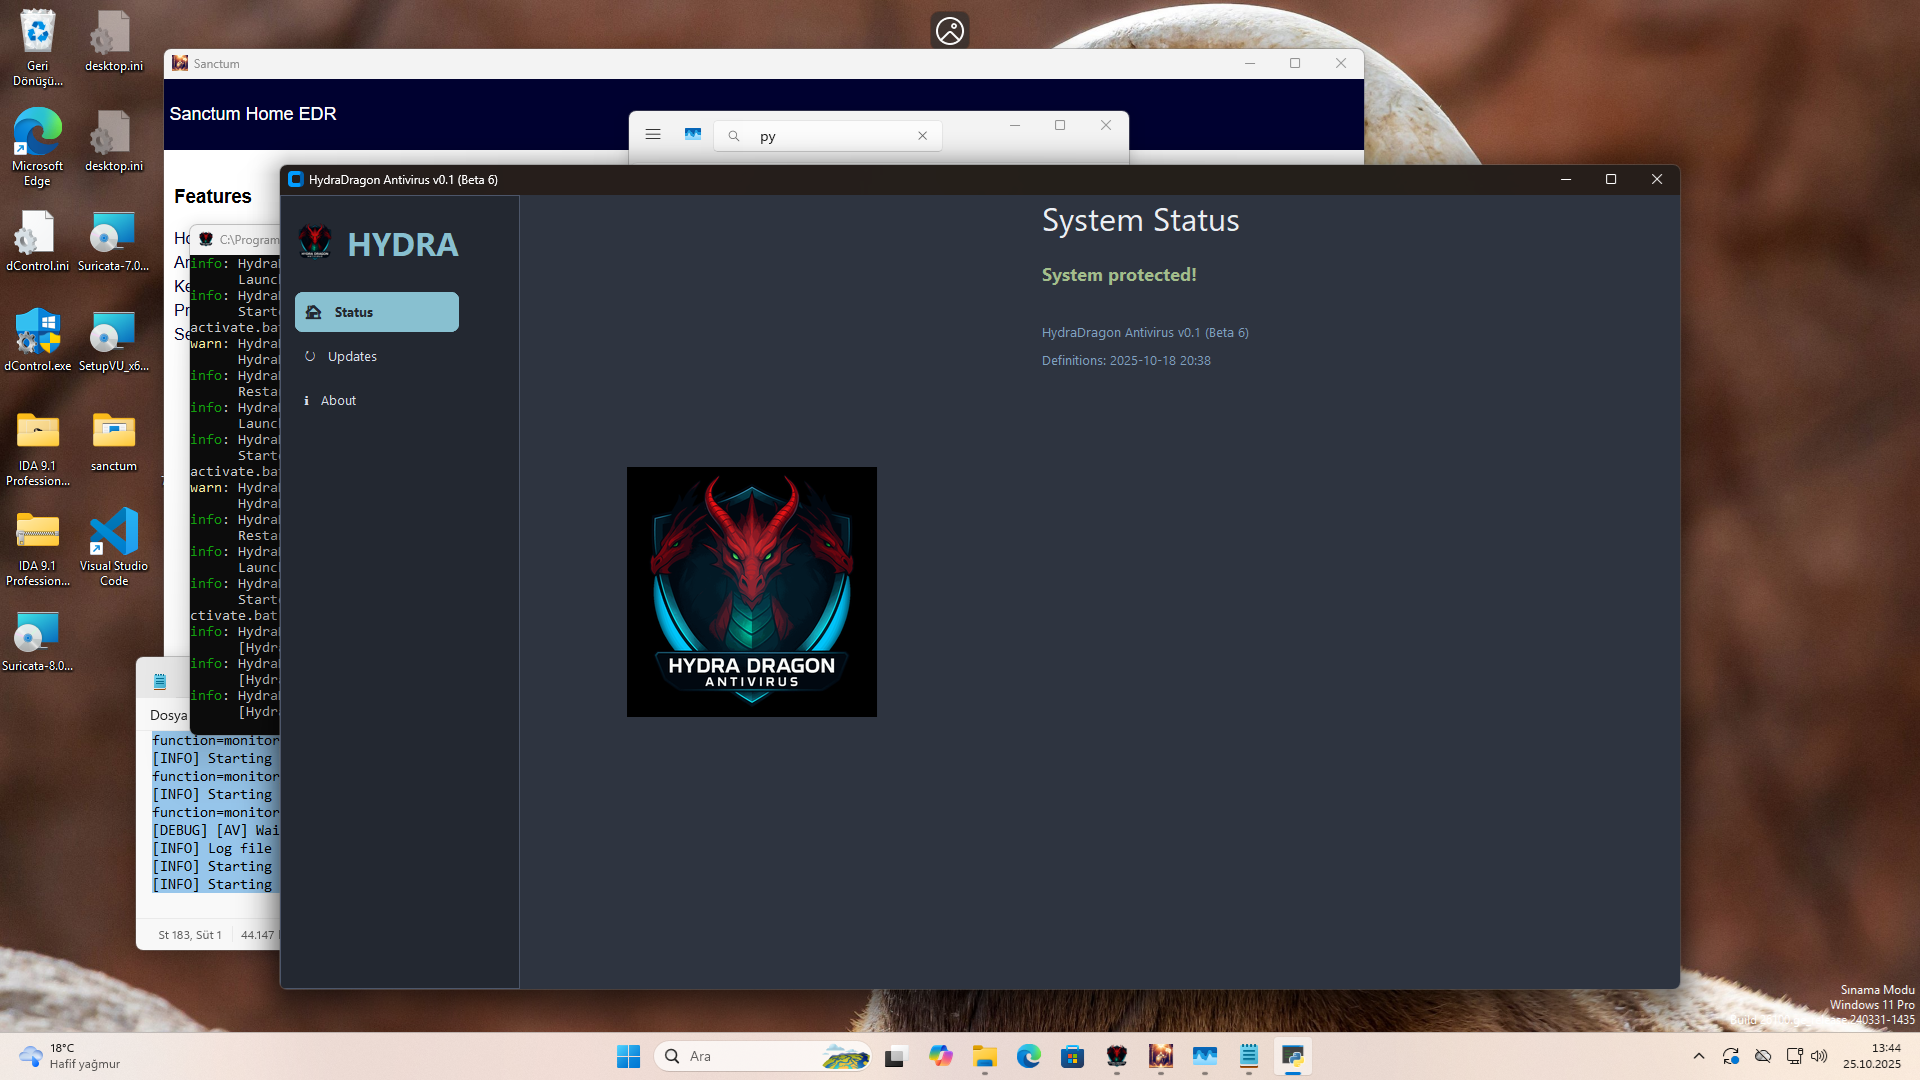 Geri
Dönüşü...
desktop.ini
Microsoft
Edge
desktop.ini
dControl.ini
Suricata-7.0...
dControl.exe
SetupVU_x6...
IDA 9.1
Profession...
sanctum
IDA 9.1
Profession...
Visual Studio
Code
Suricata-8.0...
Sanctum
Sanctum Home EDR
Features
py
C:\Program
info: Hydra
Launc
info: Hydra
Start
activate.bat
warn: Hydra
Hydra
info: Hydra
Resta
info: Hydra
Launc
info: Hydra
Start
activate.bat
warn: Hydra
Hydra
info: Hydra
Resta
info: Hydra
Launc
info: Hydra
Start
ctivate.bat
info: Hydra
[Hydr
info: Hydra
[Hydr
info: Hydra
[Hydr
Dosya
function=monitor
[INFO] Starting
function=monitor
[INFO] Starting
function=monitor
[DEBUG] [AV] Wai
[INFO] Log file
[INFO] Starting
[INFO] Starting
St 183, Süt 1
44.147
HydraDragon Antivirus v0.1 (Beta 6)
HYDRA
Status
Updates
About
System Status
System protected!
HydraDragon Antivirus v0.1 (Beta 6)
Definitions: 2025-10-18 20:38
HYDRA DRAGON
ANTIVIRUS
Sınama Modu
Windows 11 Pro
240331-1435
18°C
Hafif yağmur
Ara
13:44
25.10.2025